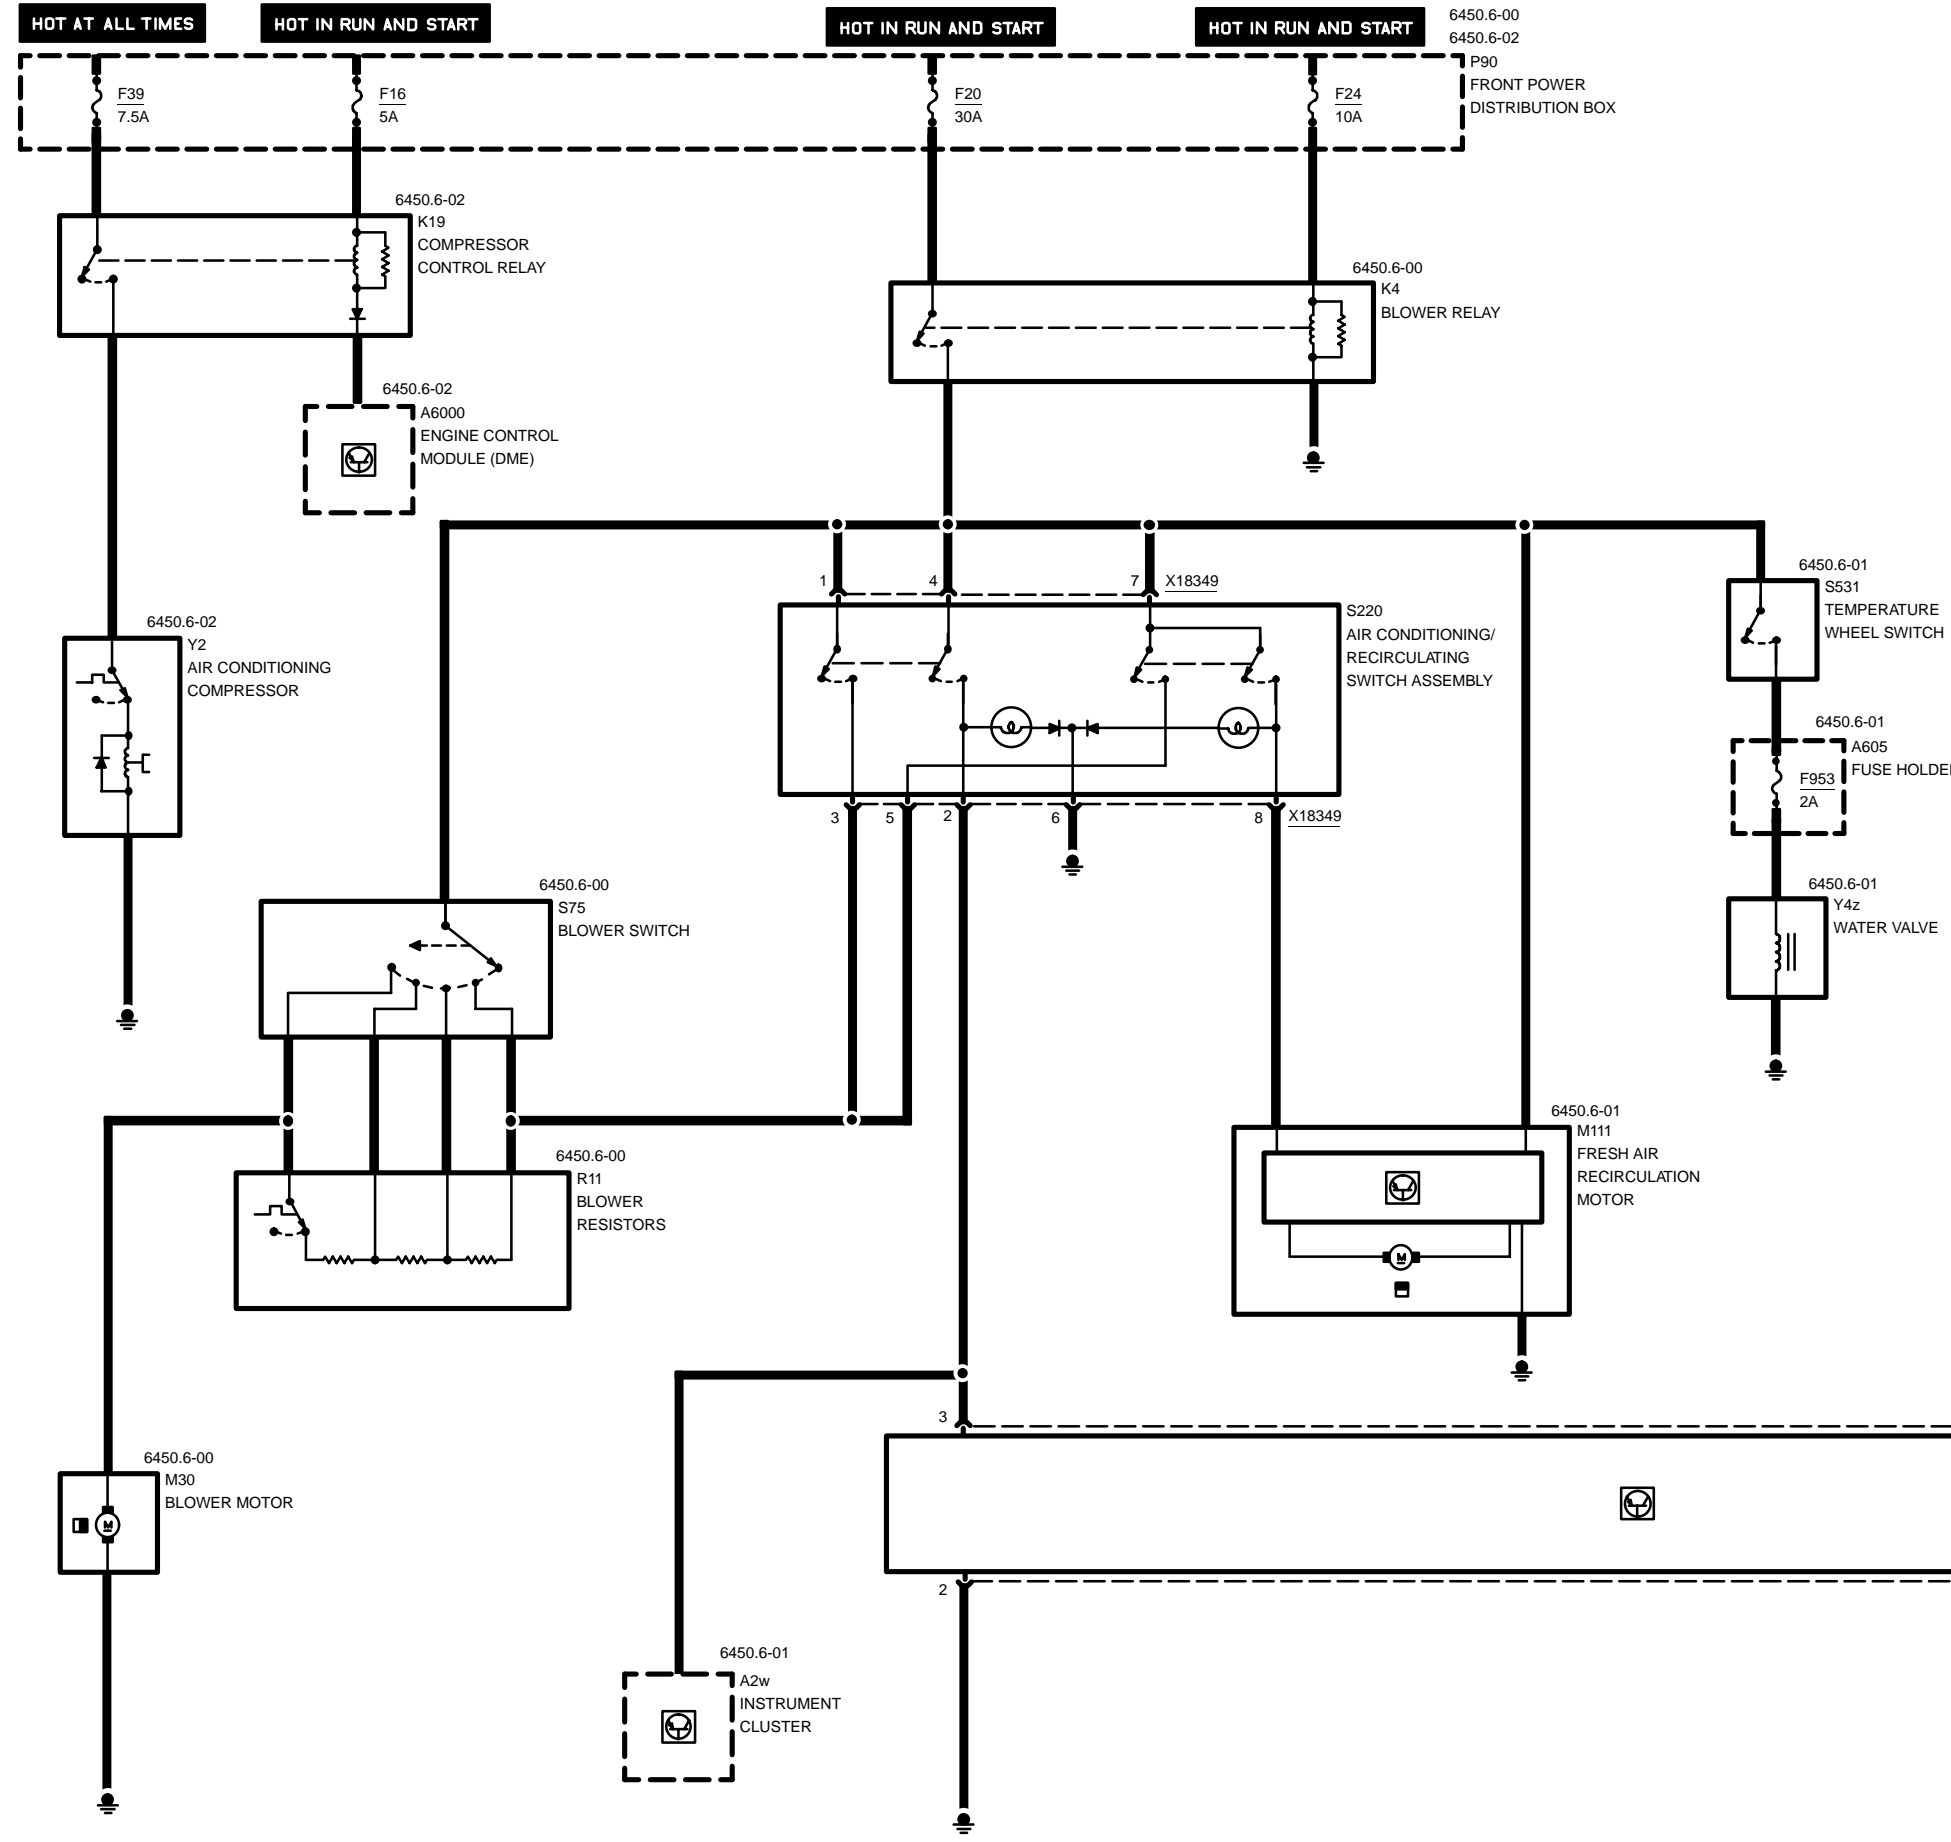 HOT AT ALL TIMES
HOT IN RUN AND START
HOT IN RUN AND START
HOT IN RUN AND START
6450.6-00
6450.6-02
P90
FRONT POWER
DISTRIBUTION BOX
F39
7.5A
F16
5A
F20
30A
F24
10A
6450.6-02
K19
COMPRESSOR
CONTROL RELAY
6450.6-00
K4
BLOWER RELAY
6450.6-02
A6000
ENGINE CONTROL
MODULE (DME)
1
4
7
X18349
6450.6-01
S531
TEMPERATURE
WHEEL SWITCH
S220
AIR CONDITIONING/
RECIRCULATING
SWITCH ASSEMBLY
6450.6-02
Y2
AIR CONDITIONING
COMPRESSOR
6450.6-01
A605
FUSE HOLDE
F953
2A
3
5
2
6
8
X18349
6450.6-00
S75
BLOWER SWITCH
6450.6-01
Y4z
WATER VALVE
6450.6-01
M111
FRESH AIR
RECIRCULATION
MOTOR
M
6450.6-00
R11
BLOWER
RESISTORS
3
6450.6-00
M30
BLOWER MOTOR
M
2
6450.6-01
A2w
INSTRUMENT
CLUSTER